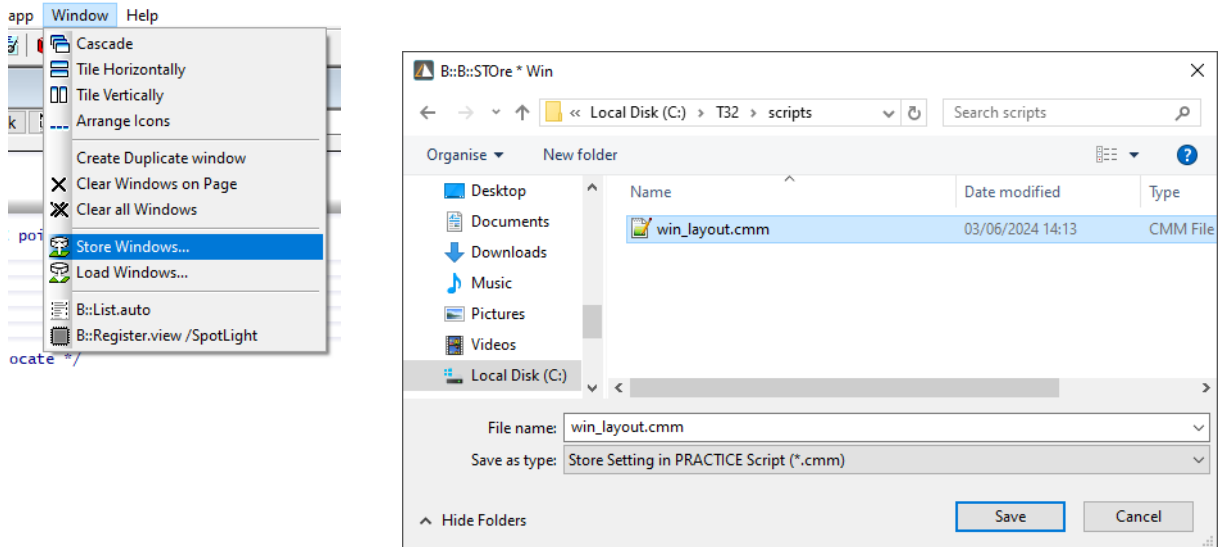 app Window Help
Cascade
Tile Horizontally
Tile Vertically
k Arrange Icons
Create Duplicate window
Clear Windows on Page
Clear all Windows
poi
Store Windows...
Load Windows...
B::List.auto
B::Register.view /SpotLight
ocate */
B::B::STOre * Win
« Local Disk (C:) > T32 > scripts
Search scripts
Organise New folder
?
Desktop
Documents
Downloads
Music
Pictures
Videos
Local Disk (C:)
Name Date modified Type
win_layout.cmm 03/06/2024 14:13 CMM File
File name: win_layout.cmm
Save as type: Store Setting in PRACTICE Script (*.cmm)
Hide Folders Save Cancel